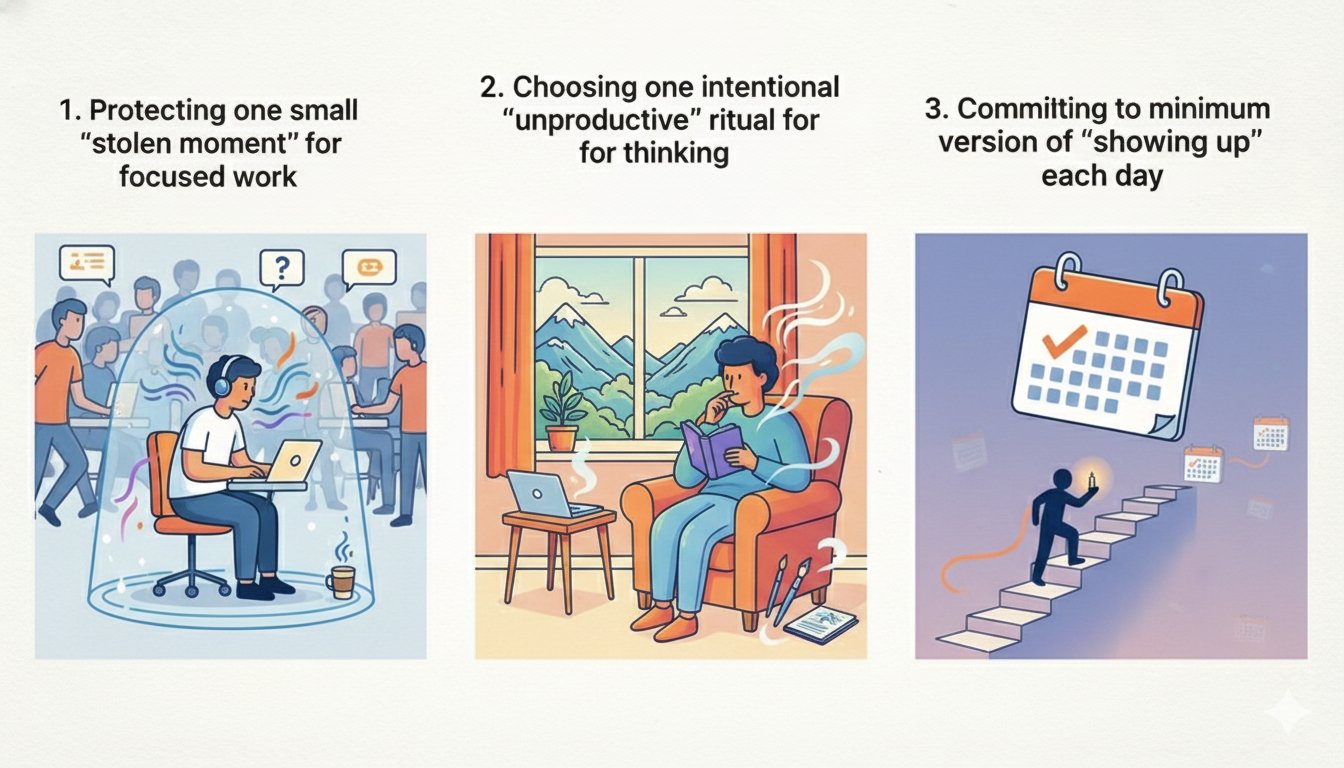 1. Protecting one small
“stolen moment” for
focused work
2. Choosing one intentional
“unproductive” ritual for
for thinking
3. Committing to minimum
version of “showing up”
each day
?